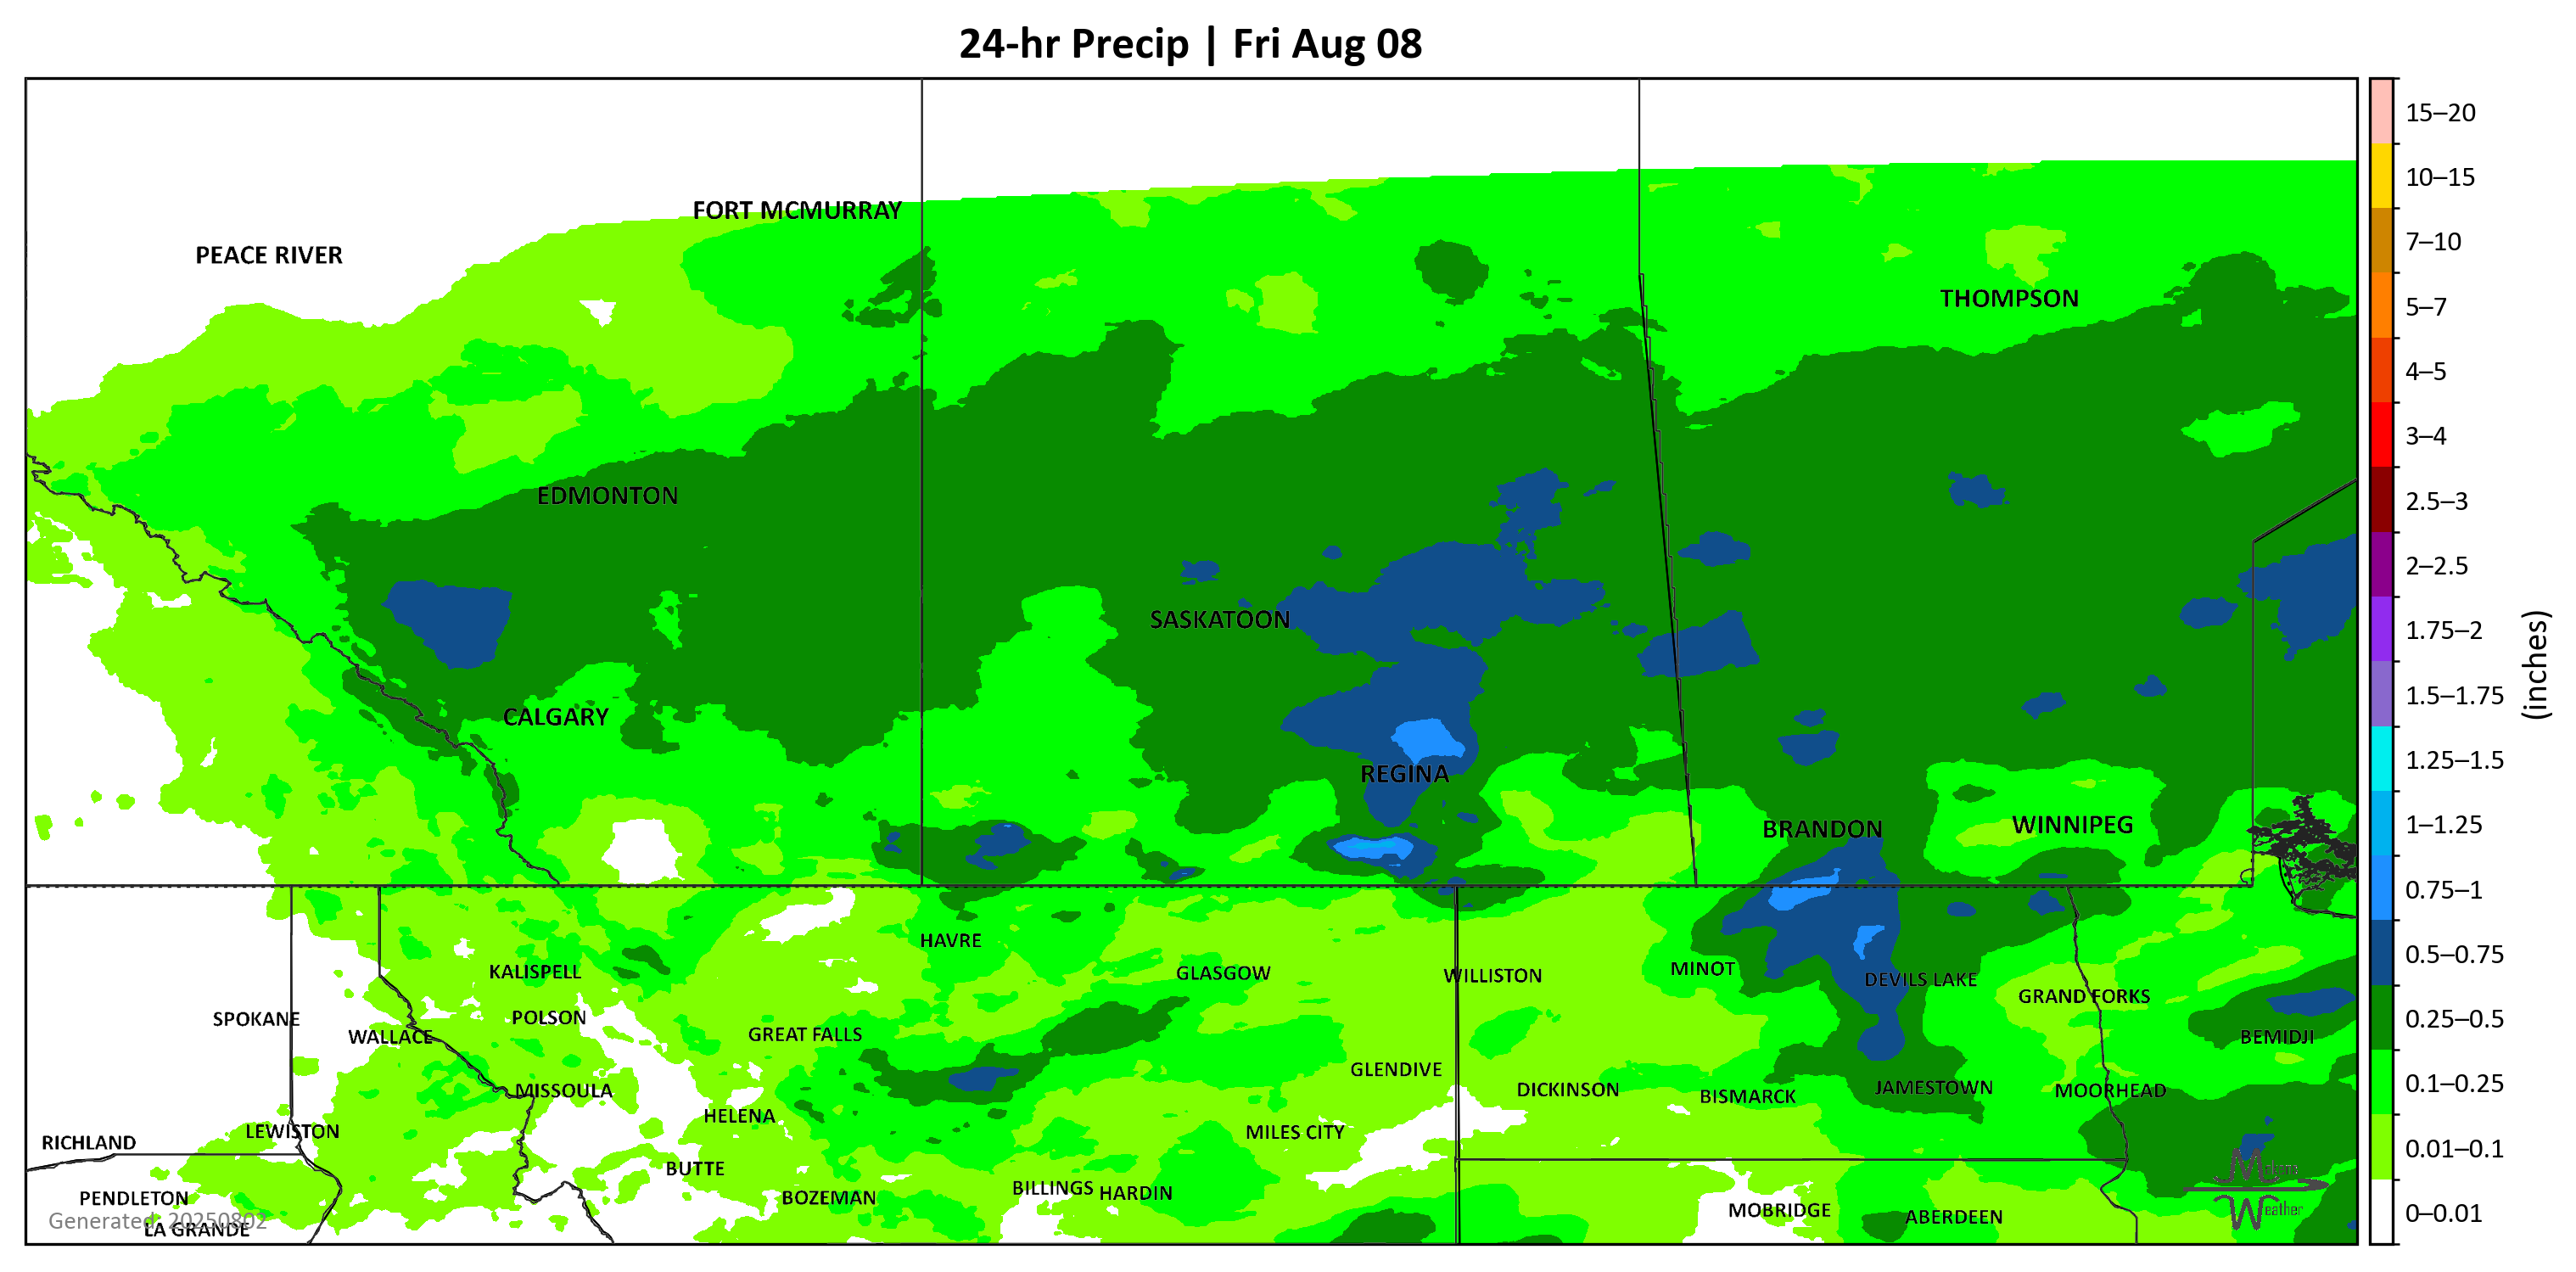 24-hr Precip | Fri Aug 08
FORT MCMURRAY
PEACE RIVER
THOMPSON
EDMONTON
SASKATOON
CALGARY
REGINA
BRANDON
WINNIPEG
HAVRE
KALISPELL
GLASGOW
WILLISTON
MINOT
DEVILS LAKE
GRAND FORKS
SPOKANE
POLSON
WALLACE
GREAT FALLS
BEMIDJI
GLENDIVE
MISSOULA
DICKINSON
BISMARCK
JAMESTOWN
MOORHEAD
HELENA
LEWISTON
MILES CITY
RICHLAND
BUTTE
PENDLETON
BOZEMAN
BILLINGS
HARDIN
MOBRIDGE
ABERDEEN
Generated: 20250802
LA GRANDE
Weather
15–20
10–15
7–10
5–7
4–5
3–4
2.5–3
2–2.5
1.75–2
1.5–1.75
1.25–1.5
1–1.25
0.75–1
0.5–0.75
0.25–0.5
0.1–0.25
0.01–0.1
0–0.01
(inches)